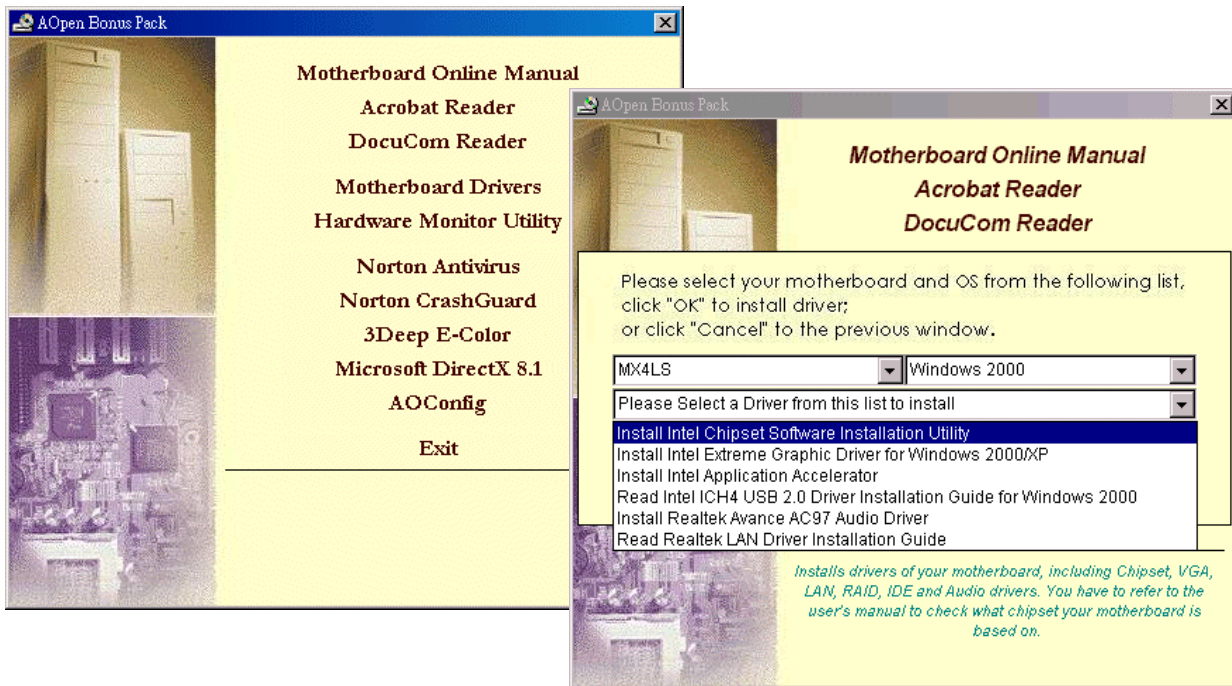 AOpen Bonus Pack
Motherboard Online Manual
Acrobat Reader
DocuCom Reader
Motherboard Drivers
Hardware Monitor Utility
Norton Antivirus
Norton CrashGuard
3Deep E-Color
Microsoft DirectX 8.1
AOConfig
Exit
AOpen Bonus Pack
Motherboard Online Manual
Acrobat Reader
DocuCom Reader
Please select your motherboard and OS from the following list,
click "OK" to install driver;
or click "Cancel" to the previous window.
MX4LS Windows 2000
Please Select a Driver from this list to install
Install Intel Chipset Software Installation Utility
Install Intel Extreme Graphic Driver for Windows 2000/XP
Install Intel Application Accelerator
Read Intel ICH4 USB 2.0 Driver Installation Guide for Windows 2000
Install Realtek Avance AC97 Audio Driver
Read Realtek LAN Driver Installation Guide
Installs drivers of your motherboard, including Chipset, VGA,
LAN, RAID, IDE and Audio drivers. You have to refer to the
user's manual to check what chipset your motherboard is
based on.